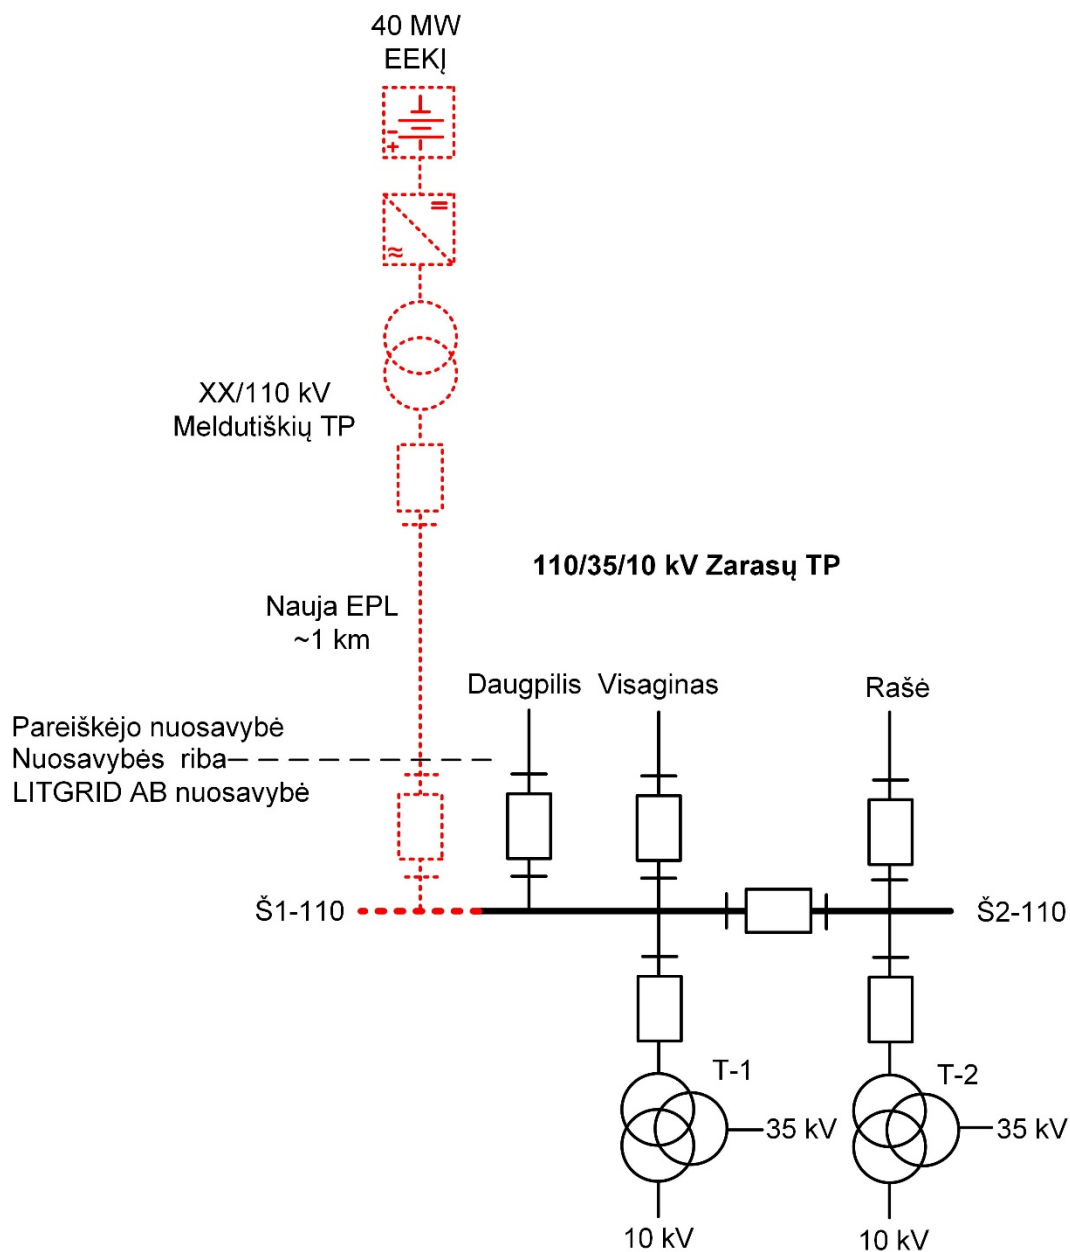 40 MW
EEKĮ
XX/110 kV
Meldutiškių TP
110/35/10 kV Zarasų TP
Nauja EPL
~1 km
Daugpilis
Visaginas
Rašė
Pareiškėjo nuosavybė
Nuosavybės riba
LITGRID AB nuosavybė
Š1-110
Š2-110
T-1
T-2
35 kV
35 kV
10 kV
10 kV